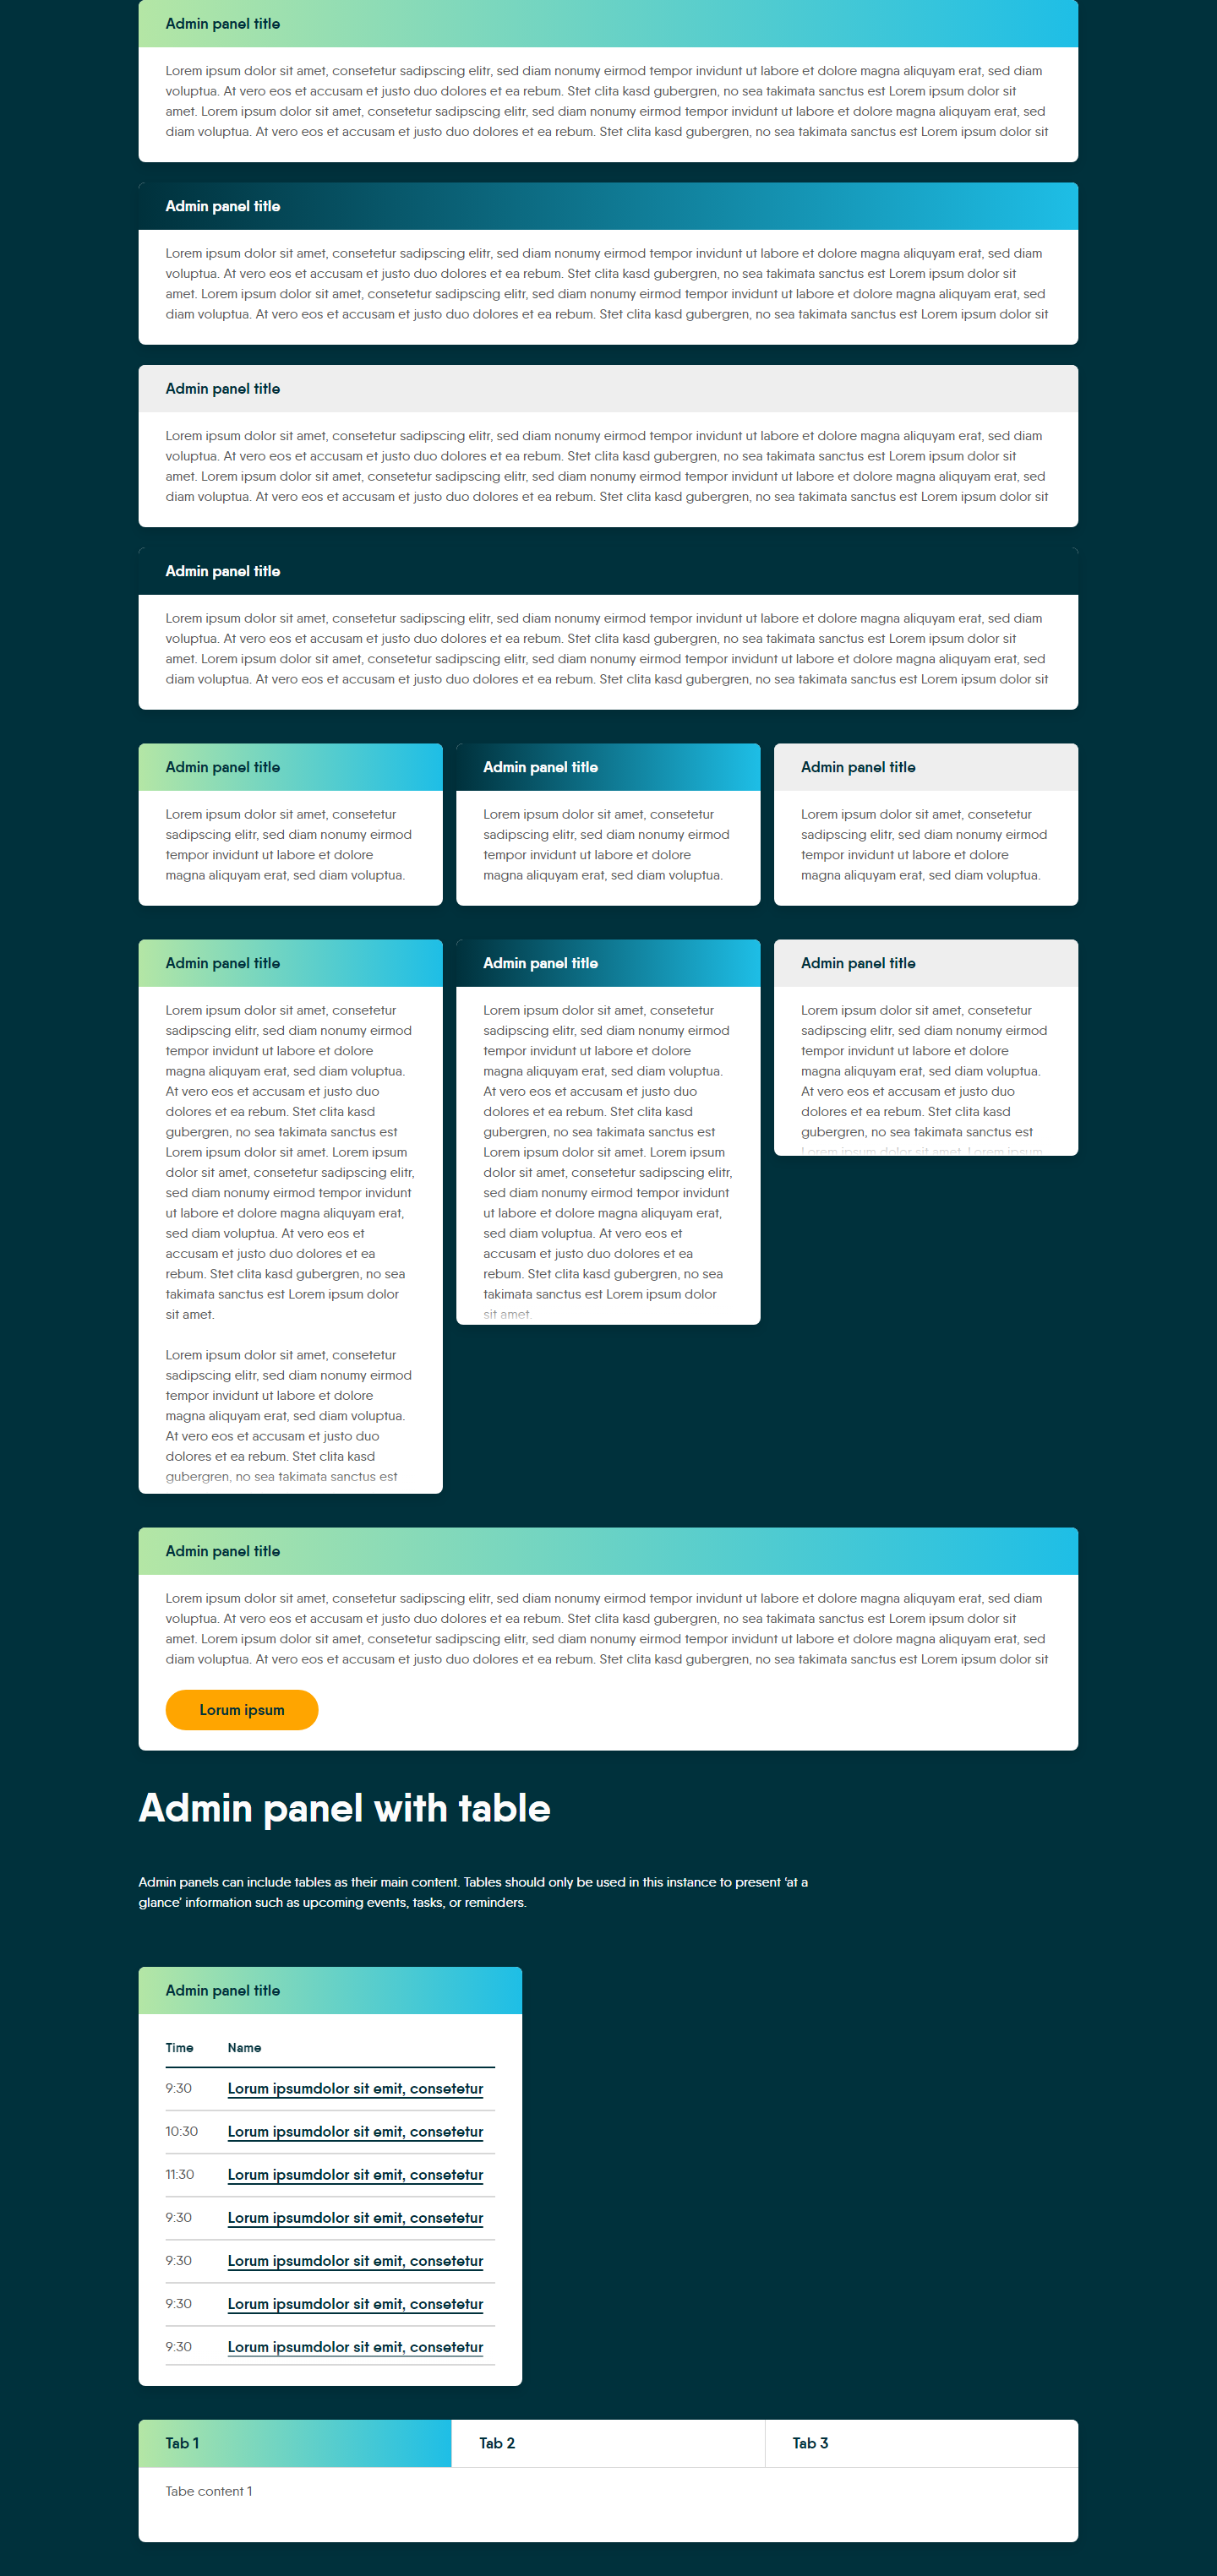 Admin panel title
Lorem ipsum dolor sit amet, consetetur sadipscing elitr, sed diam nonumy eirmod tempor invidunt ut labore et dolore magna aliquyam erat, sed diam
voluptua. At vero eos et accusam et justo duo dolores et ea rebum. Stet clita kasd gubergren, no sea takimata sanctus est Lorem ipsum dolor sit
amet. Lorem ipsum dolor sit amet, consetetur sadipscing elitr, sed diam nonumy eirmod tempor invidunt ut labore et dolore magna aliquyam erat, sed
diam voluptua. At vero eos et accusam et justo duo dolores et ea rebum. Stet clita kasd gubergren, no sea takimata sanctus est Lorem ipsum dolor sit
Admin panel title
Lorem ipsum dolor sit amet, consetetur sadipscing elitr, sed diam nonumy eirmod tempor invidunt ut labore et dolore magna aliquyam erat, sed diam
voluptua. At vero eos et accusam et justo duo dolores et ea rebum. Stet clita kasd gubergren, no sea takimata sanctus est Lorem ipsum dolor sit
amet. Lorem ipsum dolor sit amet, consetetur sadipscing elitr, sed diam nonumy eirmod tempor invidunt ut labore et dolore magna aliquyam erat, sed
diam voluptua. At vero eos et accusam et justo duo dolores et ea rebum. Stet clita kasd gubergren, no sea takimata sanctus est Lorem ipsum dolor sit
Admin panel title
Lorem ipsum dolor sit amet, consetetur sadipscing elitr, sed diam nonumy eirmod tempor invidunt ut labore et dolore magna aliquyam erat, sed diam
voluptua. At vero eos et accusam et justo duo dolores et ea rebum. Stet clita kasd gubergren, no sea takimata sanctus est Lorem ipsum dolor sit
amet. Lorem ipsum dolor sit amet, consetetur sadipscing elitr, sed diam nonumy eirmod tempor invidunt ut labore et dolore magna aliquyam erat, sed
diam voluptua. At vero eos et accusam et justo duo dolores et ea rebum. Stet clita kasd gubergren, no sea takimata sanctus est Lorem ipsum dolor sit
Admin panel title
Lorem ipsum dolor sit amet, consetetur sadipscing elitr, sed diam nonumy eirmod tempor invidunt ut labore et dolore magna aliquyam erat, sed diam
voluptua. At vero eos et accusam et justo duo dolores et ea rebum. Stet clita kasd gubergren, no sea takimata sanctus est Lorem ipsum dolor sit
amet. Lorem ipsum dolor sit amet, consetetur sadipscing elitr, sed diam nonumy eirmod tempor invidunt ut labore et dolore magna aliquyam erat, sed
diam voluptua. At vero eos et accusam et justo duo dolores et ea rebum. Stet clita kasd gubergren, no sea takimata sanctus est Lorem ipsum dolor sit
Admin panel title
Lorem ipsum dolor sit amet, consetetur
sadipscing elitr, sed diam nonumy eirmod
tempor invidunt ut labore et dolore
magna aliquyam erat, sed diam voluptua.
Admin panel title
Lorem ipsum dolor sit amet, consetetur
sadipscing elitr, sed diam nonumy eirmod
tempor invidunt ut labore et dolore
magna aliquyam erat, sed diam voluptua.
Admin panel title
Lorem ipsum dolor sit amet, consetetur
sadipscing elitr, sed diam nonumy eirmod
tempor invidunt ut labore et dolore
magna aliquyam erat, sed diam voluptua.
Admin panel title
Lorem ipsum dolor sit amet, consetetur
sadipscing elitr, sed diam nonumy eirmod
tempor invidunt ut labore et dolore
magna aliquyam erat, sed diam voluptua.
At vero eos et accusam et justo duo
dolores et ea rebum. Stet clita kasd
gubergren, no sea takimata sanctus est
Lorem ipsum dolor sit amet. Lorem ipsum
dolor sit amet, consetetur sadipscing elitr,
sed diam nonumy eirmod tempor invidunt
ut labore et dolore magna aliquyam erat,
sed diam voluptua. At vero eos et
accusam et justo duo dolores et ea
rebum. Stet clita kasd gubergren, no sea
takimata sanctus est Lorem ipsum dolor
sit amet.
Lorem ipsum dolor sit amet, consetetur
sadipscing elitr, sed diam nonumy eirmod
tempor invidunt ut labore et dolore
magna aliquyam erat, sed diam voluptua.
At vero eos et accusam et justo duo
dolores et ea rebum. Stet clita kasd
gubergren, no sea takimata sanctus est
Admin panel title
Lorem ipsum dolor sit amet, consetetur
sadipscing elitr, sed diam nonumy eirmod
tempor invidunt ut labore et dolore
magna aliquyam erat, sed diam voluptua.
At vero eos et accusam et justo duo
dolores et ea rebum. Stet clita kasd
gubergren, no sea takimata sanctus est
Lorem ipsum dolor sit amet. Lorem ipsum
dolor sit amet, consetetur sadipscing elitr,
sed diam nonumy eirmod tempor invidunt
ut labore et dolore magna aliquyam erat,
sed diam voluptua. At vero eos et
accusam et justo duo dolores et ea
rebum. Stet clita kasd gubergren, no sea
takimata sanctus est Lorem ipsum dolor
sit amet.
Admin panel title
Lorem ipsum dolor sit amet, consetetur
sadipscing elitr, sed diam nonumy eirmod
tempor invidunt ut labore et dolore
magna aliquyam erat, sed diam voluptua.
At vero eos et accusam et justo duo
dolores et ea rebum. Stet clita kasd
gubergren, no sea takimata sanctus est
Lorem ipsum dolor sit amet. Lorem ipsum
Admin panel title
Lorem ipsum dolor sit amet, consetetur sadipscing elitr, sed diam nonumy eirmod tempor invidunt ut labore et dolore magna aliquyam erat, sed diam
voluptua. At vero eos et accusam et justo duo dolores et ea rebum. Stet clita kasd gubergren, no sea takimata sanctus est Lorem ipsum dolor sit
amet. Lorem ipsum dolor sit amet, consetetur sadipscing elitr, sed diam nonumy eirmod tempor invidunt ut labore et dolore magna aliquyam erat, sed
diam voluptua. At vero eos et accusam et justo duo dolores et ea rebum. Stet clita kasd gubergren, no sea takimata sanctus est Lorem ipsum dolor sit
Lorum ipsum
Admin panel with table
Admin panels can include tables as their main content. Tables should only be used in this instance to present ‘at a
glance’ information such as upcoming events, tasks, or reminders.
Admin panel title
Time Name
9:30 Lorum ipsumdolor sit emit, consetetur
10:30 Lorum ipsumdolor sit emit, consetetur
11:30 Lorum ipsumdolor sit emit, consetetur
9:30 Lorum ipsumdolor sit emit, consetetur
9:30 Lorum ipsumdolor sit emit, consetetur
9:30 Lorum ipsumdolor sit emit, consetetur
9:30 Lorum ipsumdolor sit emit, consetetur
Tab 1 Tab 2 Tab 3
Tabe content 1